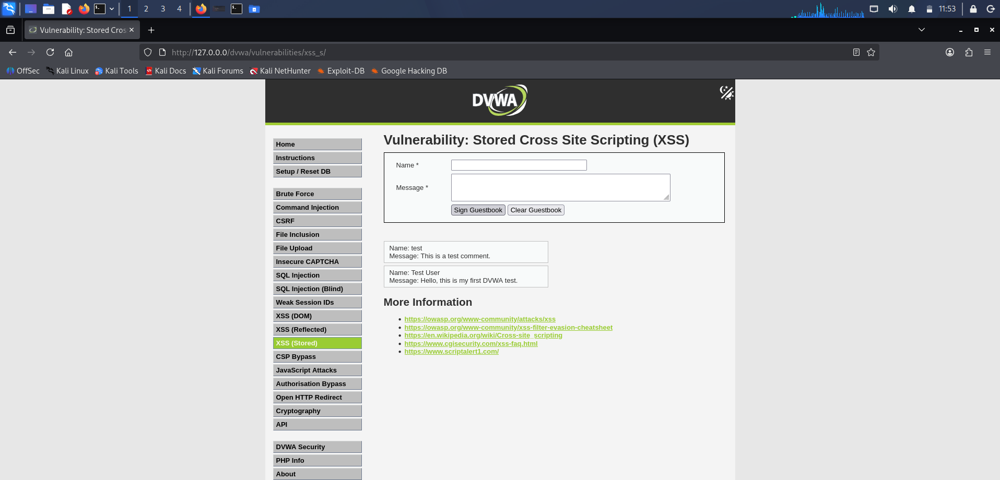 1 2 3 4 11:53
Vulnerability: Stored Cros
http://127.0.0.0/dvwa/vulnerabilities/xss_s/
OffSec Kali Linux Kali Tools Kali Docs Kali Forums Kali NetHunter Exploit-DB Google Hacking DB
DVWA
Home
Instructions
Setup / Reset DB
Brute Force
Command Injection
CSRF
File Inclusion
File Upload
Insecure CAPTCHA
SQL Injection
SQL Injection (Blind)
Weak Session IDs
XSS (DOM)
XSS (Reflected)
XSS (Stored)
CSP Bypass
JavaScript Attacks
Authorisation Bypass
Open HTTP Redirect
Cryptography
API
DVWA Security
PHP Info
About
Vulnerability: Stored Cross Site Scripting (XSS)
Name *
Message *
Sign Guestbook Clear Guestbook
Name: test
Message: This is a test comment.
Name: Test User
Message: Hello, this is my first DVWA test.
More Information
https://owasp.org/www-community/attacks/xss
https://owasp.org/www-community/xss-filter-evasion-cheatsheet
https://en.wikipedia.org/wiki/Cross-site_scripting
https://www.cgisecurity.com/xss-faq.html
https://www.scriptalert1.com/